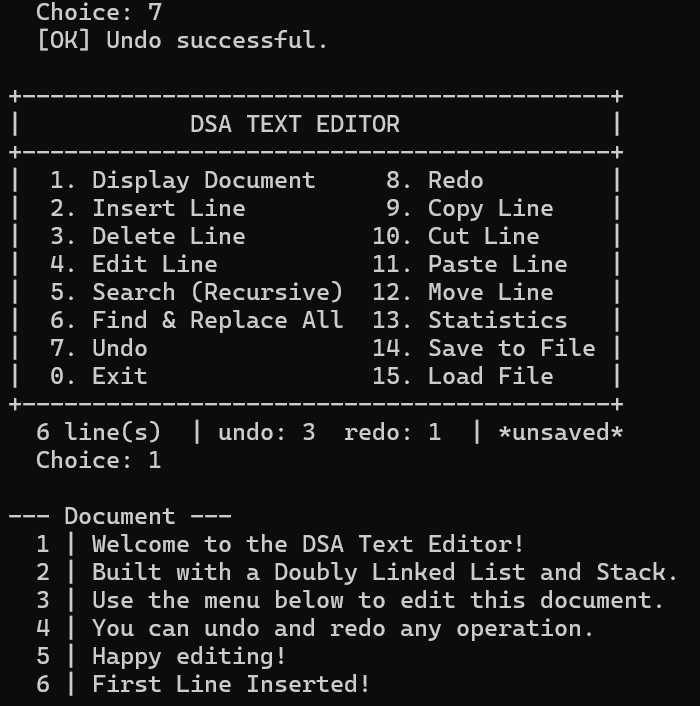 Choice: 7
[OK] Undo successful.
+------------------------------------------+
|            DSA TEXT EDITOR               |
+------------------------------------------+
|  1. Display Document     8. Redo         |
|  2. Insert Line          9. Copy Line    |
|  3. Delete Line         10. Cut Line     |
|  4. Edit Line           11. Paste Line   |
|  5. Search (Recursive)  12. Move Line    |
|  6. Find & Replace All  13. Statistics   |
|  7. Undo                14. Save to File |
|  0. Exit                15. Load File    |
+------------------------------------------+
  6 line(s)  | undo: 3  redo: 1  | *unsaved*
  Choice: 1

--- Document ---
  1 | Welcome to the DSA Text Editor!
  2 | Built with a Doubly Linked List and Stack.
  3 | Use the menu below to edit this document.
  4 | You can undo and redo any operation.
  5 | Happy editing!
  6 | First Line Inserted!